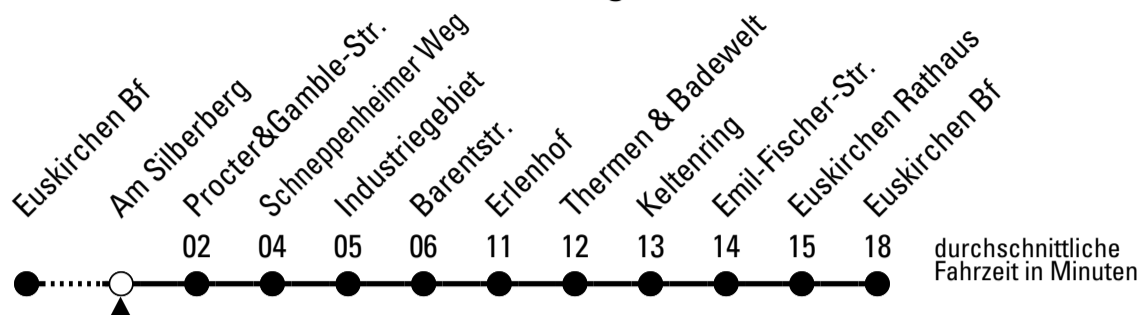 Euskirchen Bf
Am Silberberg
Procter&Gamble-Str.
Schneppenheimer Weg
Industriegebiet
Barentstr.
Erlenhof
Thermen & Badewelt
Keltenring
Emil-Fischer-Str.
Euskirchen Rathaus
Euskirchen Bf
02 04 05 06 11 12 13 14 15 18
durchschnittliche
Fahrzeit in Minuten